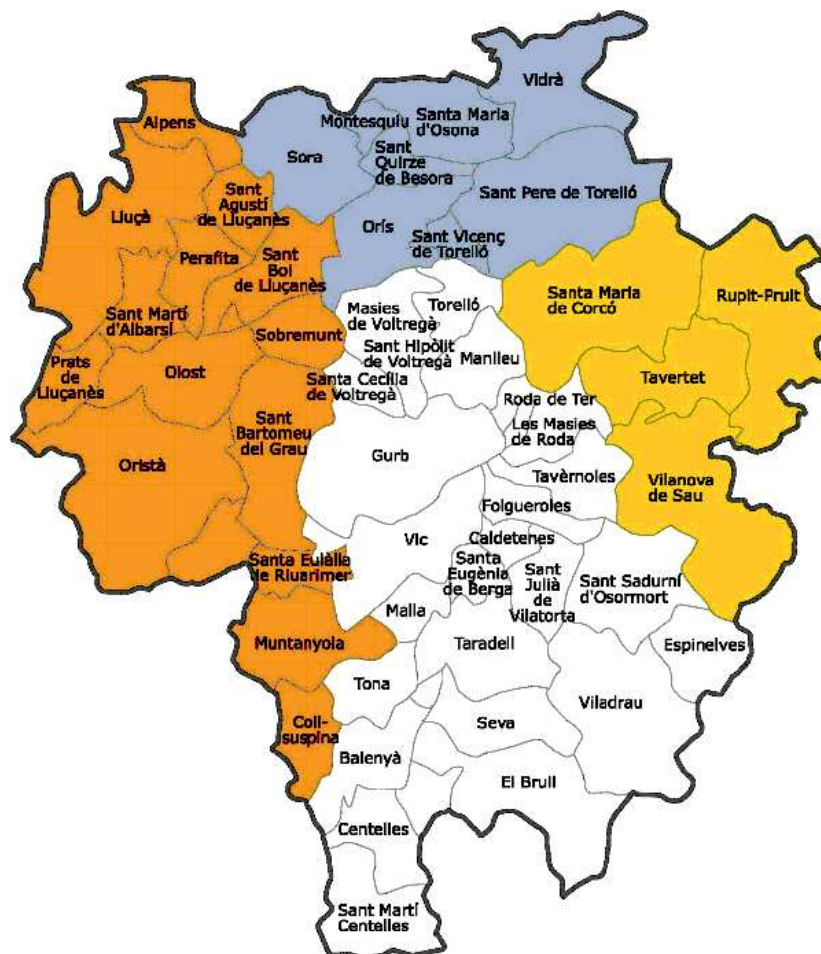 Vidrà
Alpens
Montesquiu
Santa Maria
d'Osona
Sora
Sant
Quirze
de Besora
Sant Pere de Torelló
Sant
Agustí
de Lluçanès
Lluçà
Orís
Sant Vicenç
de Torelló
Perafita
Sant
Boi
de Lluçanès
Santa Maria
de Corcó
Rupit-Pruit
Masies
de Voltregà
Torelló
Sant Martí
d'Albarsí
Sobremunt
Sant Hipòlit
de Voltregà
Manlleu
Prats
de
Lluçanès
Olost
Santa Cecília
de Voltregà
Tavertet
Roda de Ter
Sant
Bartomeu
del Grau
Les Masies
de Roda
Gurb
Oristà
Tavèrnoles
Vilanova
de Sau
Folgueroles
Vic
Caldetenes
Santa Eulàlia
de Riuarimer
Santa
Eugènia
de Berga
Sant
Julià
de
Vilatorta
Sant Sadurní
d'Osormort
Malla
Muntanyola
Taradell
Espinelves
Tona
Viladrau
Coll-
suspina
Seva
Balenyà
El Brull
Centelles
Sant Martí
Centelles